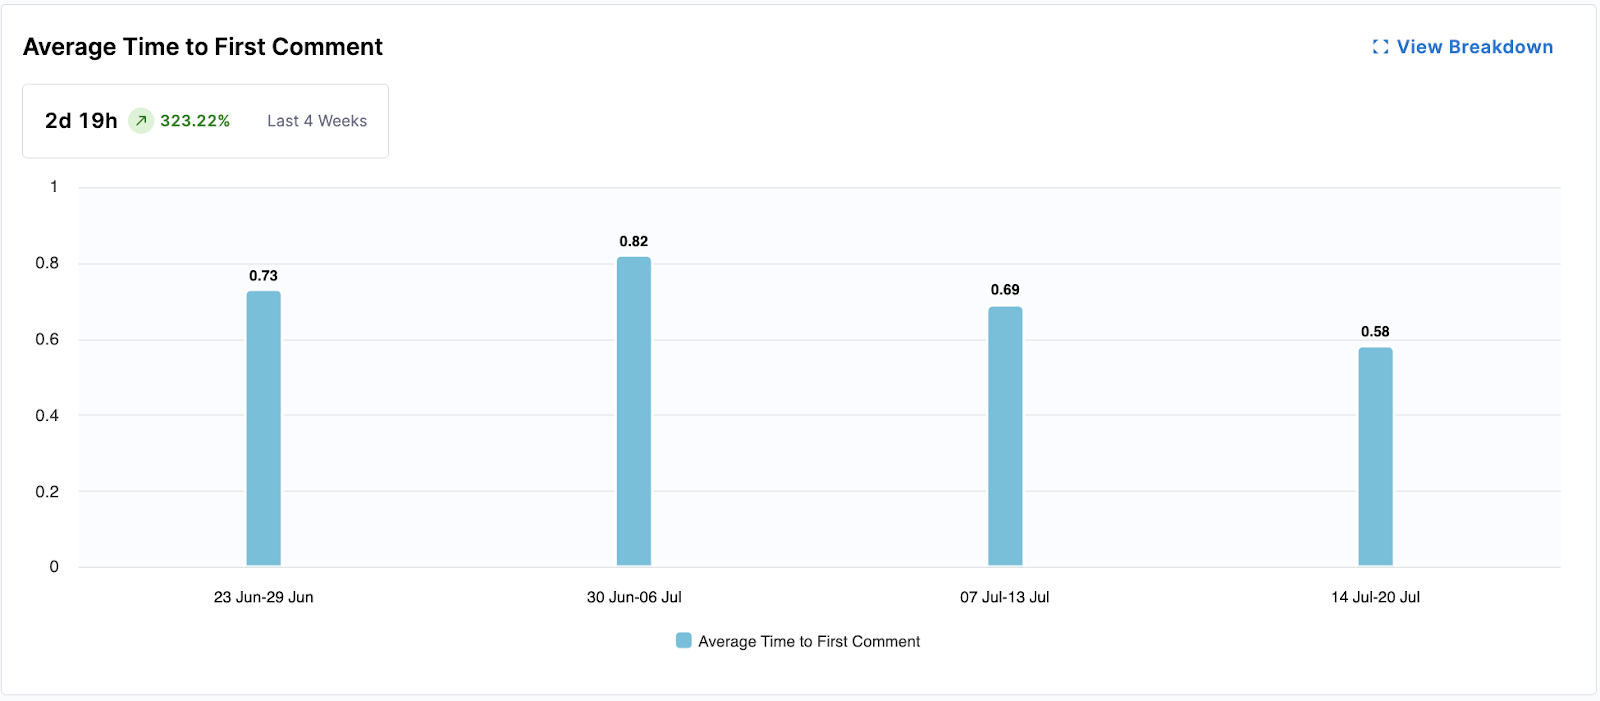 Average Time to First Comment
View Breakdown
2d 19h 323.22% Last 4 Weeks
1
0.8
0.6
0.4
0.2
0
0.73
0.82
0.69
0.58
23 Jun-29 Jun
30 Jun-06 Jul
07 Jul-13 Jul
14 Jul-20 Jul
Average Time to First Comment